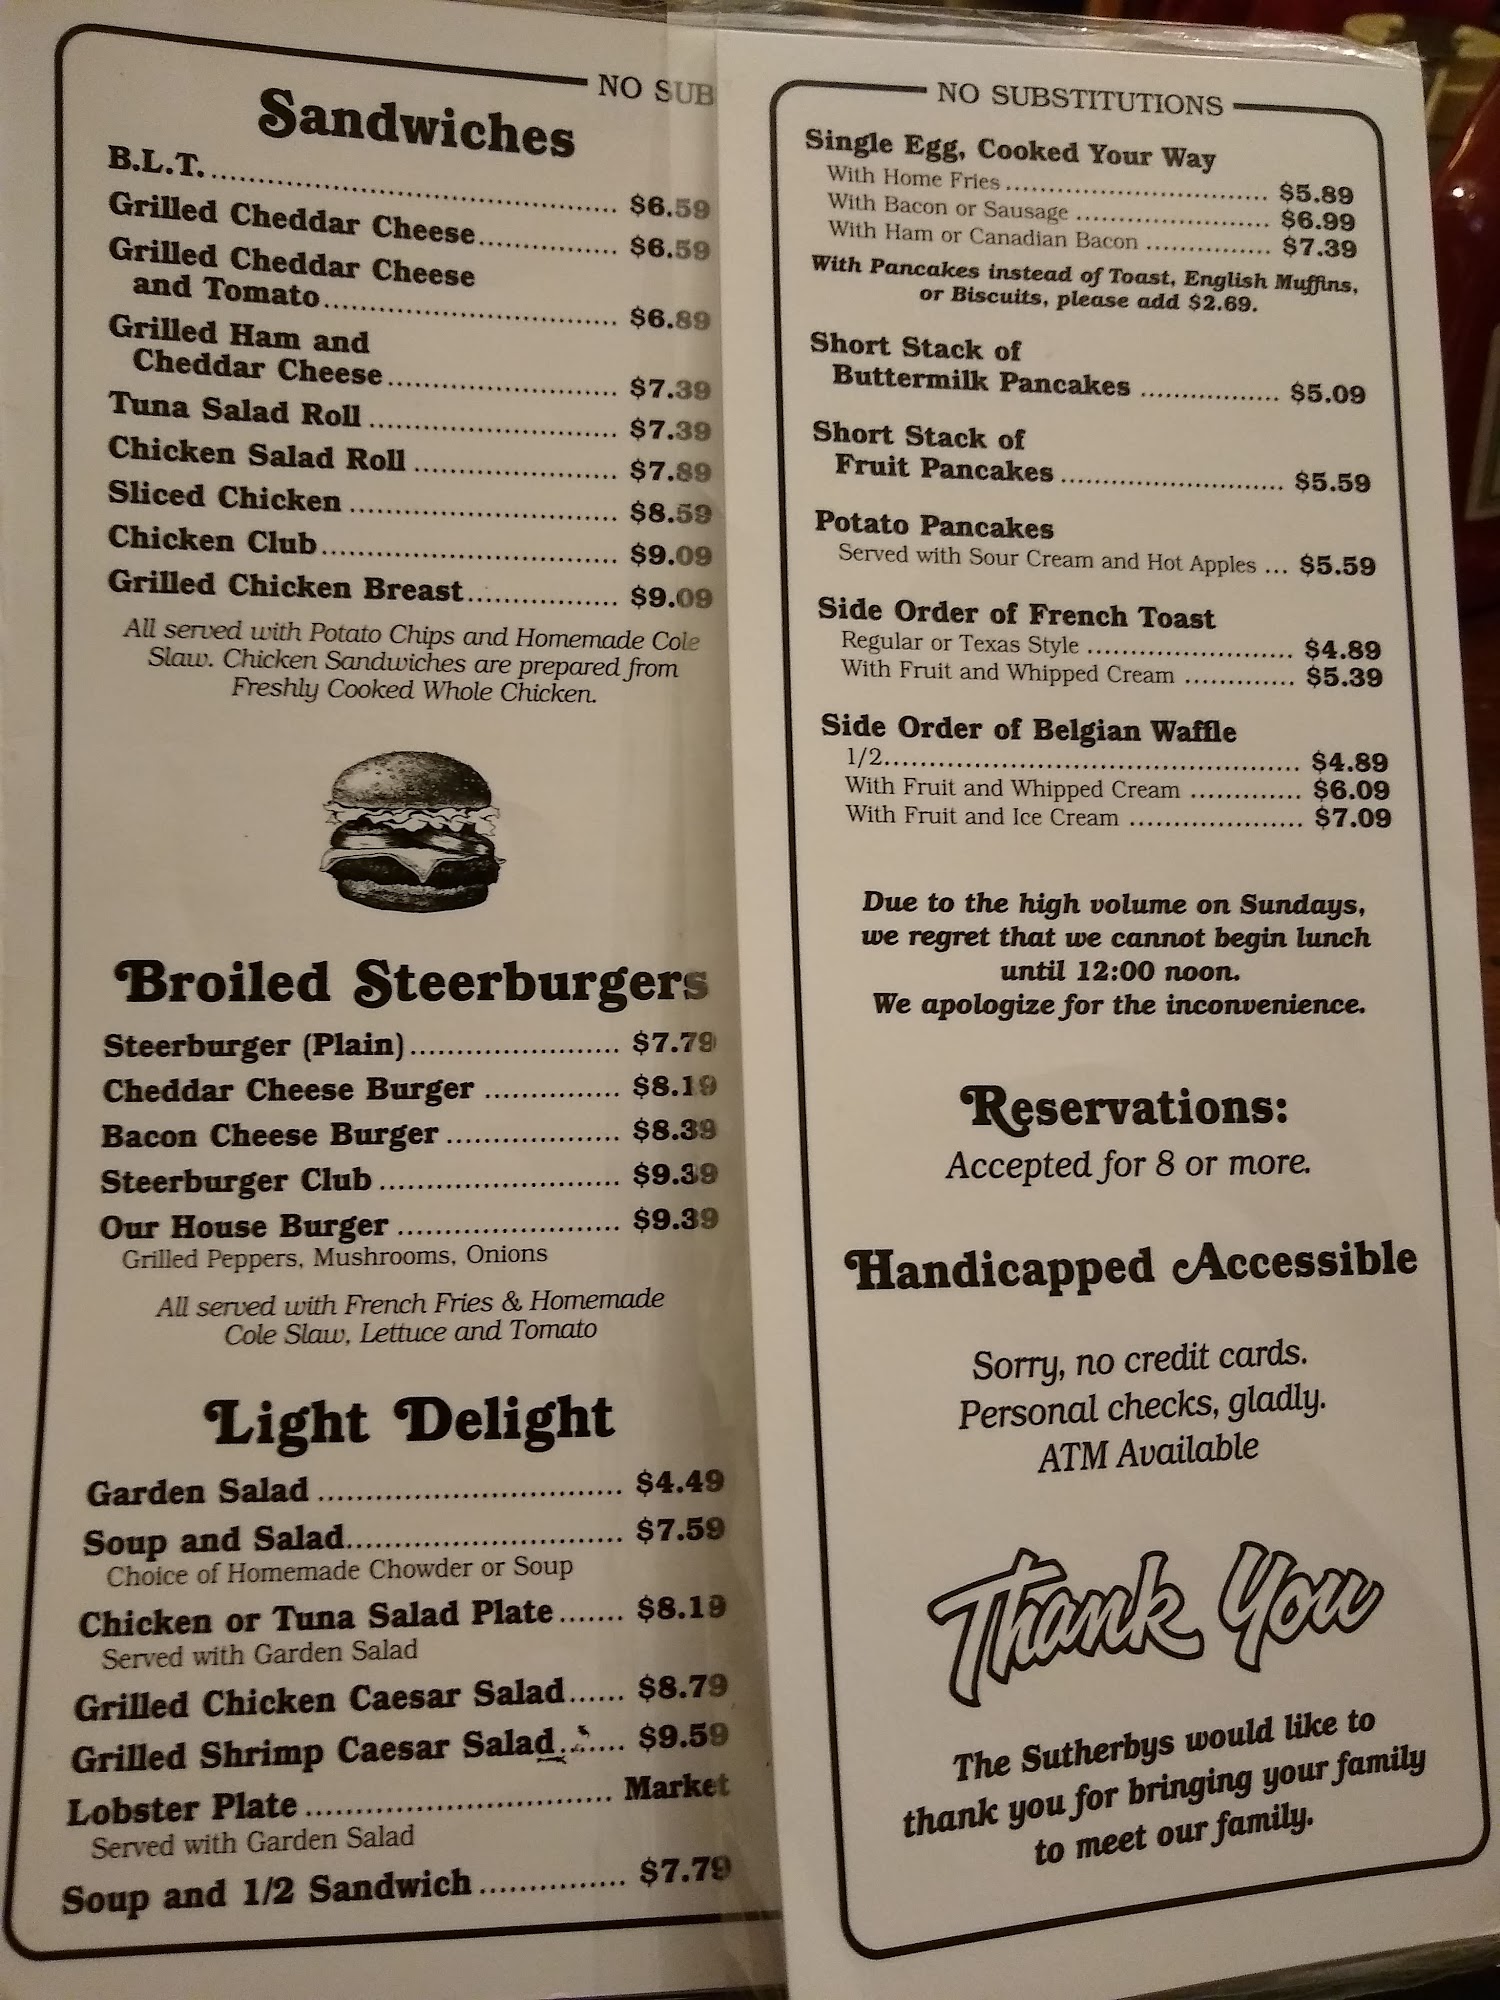 NO SUB
Sandwiches
B.L.T. $6.59
Grilled Cheddar Cheese $6.59
Grilled Cheddar Cheese
and Tomato $6.89
Grilled Ham and
Cheddar Cheese $7.39
Tuna Salad Roll $7.39
Chicken Salad Roll $7.89
Sliced Chicken $8.59
Chicken Club $9.09
Grilled Chicken Breast $9.09
All served with Potato Chips and Homemade Cole
Slaw. Chicken Sandwiches are prepared from
Freshly Cooked Whole Chicken.
Broiled Steerburgers
Steerburger (Plain) $7.79
Cheddar Cheese Burger $8.19
Bacon Cheese Burger $8.39
Steerburger Club $9.39
Our House Burger $9.39
Grilled Peppers, Mushrooms, Onions
All served with French Fries & Homemade
Cole Slaw, Lettuce and Tomato
Light Delight
Garden Salad $4.49
Soup and Salad $7.59
Choice of Homemade Chowder or Soup
Chicken or Tuna Salad Plate $8.19
Served with Garden Salad
Grilled Chicken Caesar Salad $8.79
Grilled Shrimp Caesar Salad $9.59
Lobster Plate Market
Served with Garden Salad
Soup and 1/2 Sandwich $7.79
NO SUBSTITUTIONS
Single Egg, Cooked Your Way
With Home Fries $5.89
With Bacon or Sausage $6.99
With Ham or Canadian Bacon $7.39
With Pancakes instead of Toast, English Muffins,
or Biscuits, please add $2.69.
Short Stack of
Buttermilk Pancakes $5.09
Short Stack of
Fruit Pancakes $5.59
Potato Pancakes
Served with Sour Cream and Hot Apples $5.59
Side Order of French Toast
Regular or Texas Style $4.89
With Fruit and Whipped Cream $5.39
Side Order of Belgian Waffle
1/2 $4.89
With Fruit and Whipped Cream $6.09
With Fruit and Ice Cream $7.09
Due to the high volume on Sundays,
we regret that we cannot begin lunch
until 12:00 noon.
We apologize for the inconvenience.
Reservations:
Accepted for 8 or more.
Handicapped Accessible
Sorry, no credit cards.
Personal checks, gladly.
ATM Available
Thank You
The Sutherbys would like to
thank you for bringing your family
to meet our family.